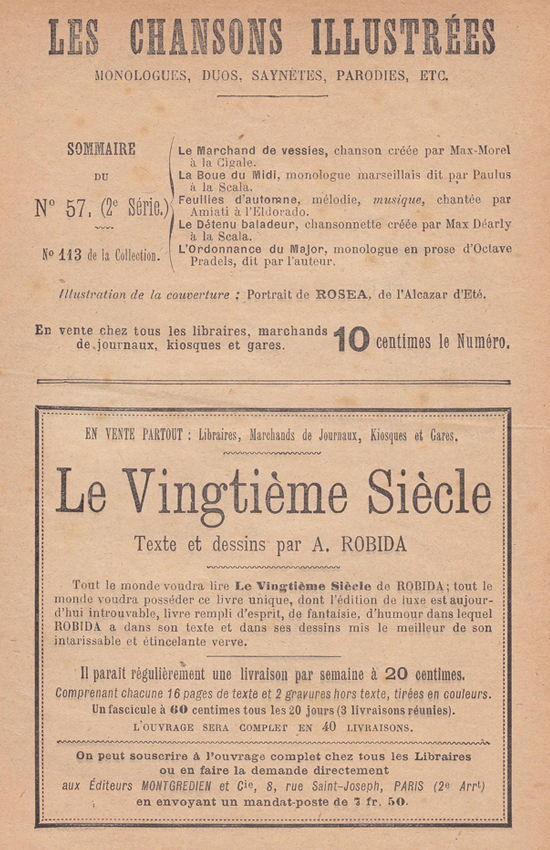 LES CHANSONS ILLUSTRÉES
MONOLOGUES, DUOS, SAYNÈTES, PARODIES, ETC.
SOMMAIRE
DU
Nº 57. (2e Série.)
Nº 113 de la Collection.
Le Marchand de vessies, chanson créée par Max-Morel
à la Cigale.
La Boue du Midi, monologue marseillais dit par Paulus
à la Scala.
Feuilles d'automne, mélodie, musique, chantée par
Amiati à l'Eldorado.
Le Détenu baladeur, chansonnette créée par Max Dearly
à la Scala.
L'Ordonnance du Major, monologue en prose d'Octave
Pradels, dit par l'auteur.
Illustration de la couverture : Portrait de ROSEA, de l'Alcazar d'Eté.
En vente chez tous les libraires, marchands
de journaux, kiosques et gares.
10 centimes le Numéro.
EN VENTE PARTOUT : Libraires, Marchands de Journaux, Kiosques et Gares.
Le Vingtième Siècle
Texte et dessins par A. ROBIDA
Tout le monde voudra lire Le Vingtième Siècle de ROBIDA; tout le
monde voudra posséder ce livre unique, dont l'édition de luxe est aujour-
d'hui introuvable, livre rempli d'esprit, de fantaisie, d'humour dans lequel
ROBIDA a dans son texte et dans ses dessins mis le meilleur de son
intarissable et étincelante verve.
Il parait régulièrement une livraison par semaine à 20 centimes.
Comprenant chacune 16 pages de texte et 2 gravures hors texte, tirées en couleurs.
Un fascicule à 60 centimes tous les 20 jours (3 livraisons réunies).
L'OUVRAGE SERA COMPLET EN 40 LIVRAISONS.
On peut souscrire à l'ouvrage complet chez tous les Libraires
ou en faire la demande directement
aux Éditeurs MONTGREDIEN et Cie, 8, rue Saint-Joseph, PARIS (2e Arrt)
en envoyant un mandat-poste de 7 fr. 50.